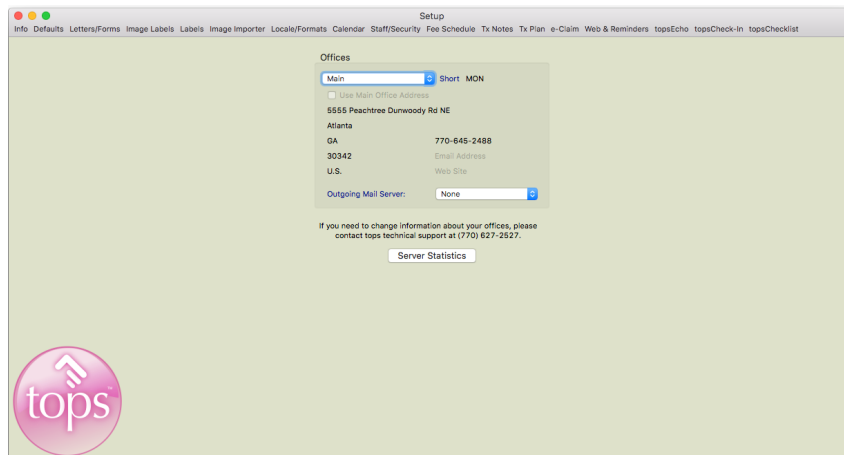 Setup
Info Defaults Letters/Forms Image Labels Labels Image Importer Locale/Formats Calendar Staff/Security Fee Schedule Tx Notes Tx Plan e-Claim Web & Reminders topsEcho topsCheck-In topsChecklist
Offices
Main Short MON
Use Main Office Address
5555 Peachtree Dunwoody Rd NE
Atlanta
GA 770-645-2488
30342 Email Address
U.S. Web Site
Outgoing Mail Server: None
If you need to change information about your offices, please
contact tops technical support at (770) 627-2527.
Server Statistics
tops